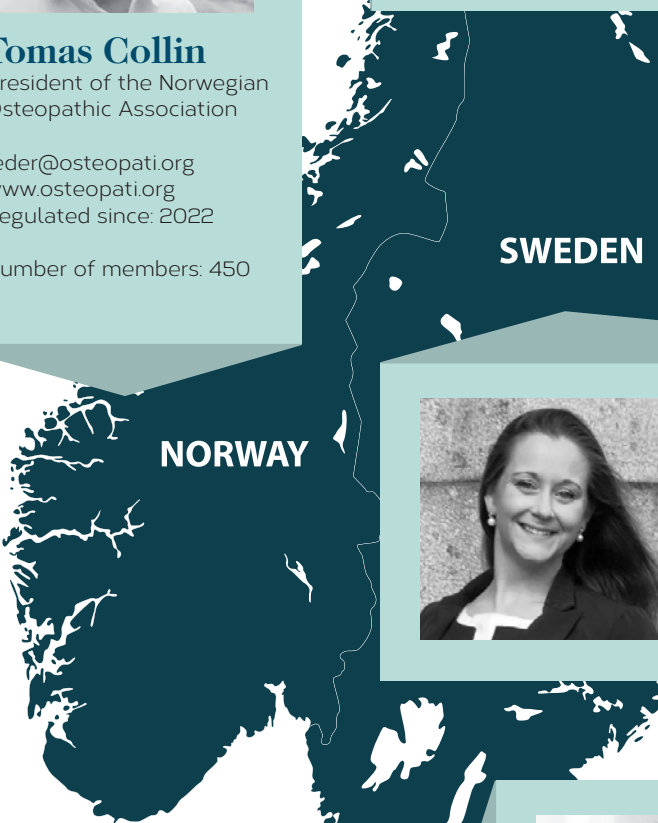 Tomas Collin
resident of the Norwegian
steopathic Association
eder@osteopati.org
ww.osteopati.org
egulated since: 2022
umber of members: 450
SWEDEN
NORWAY